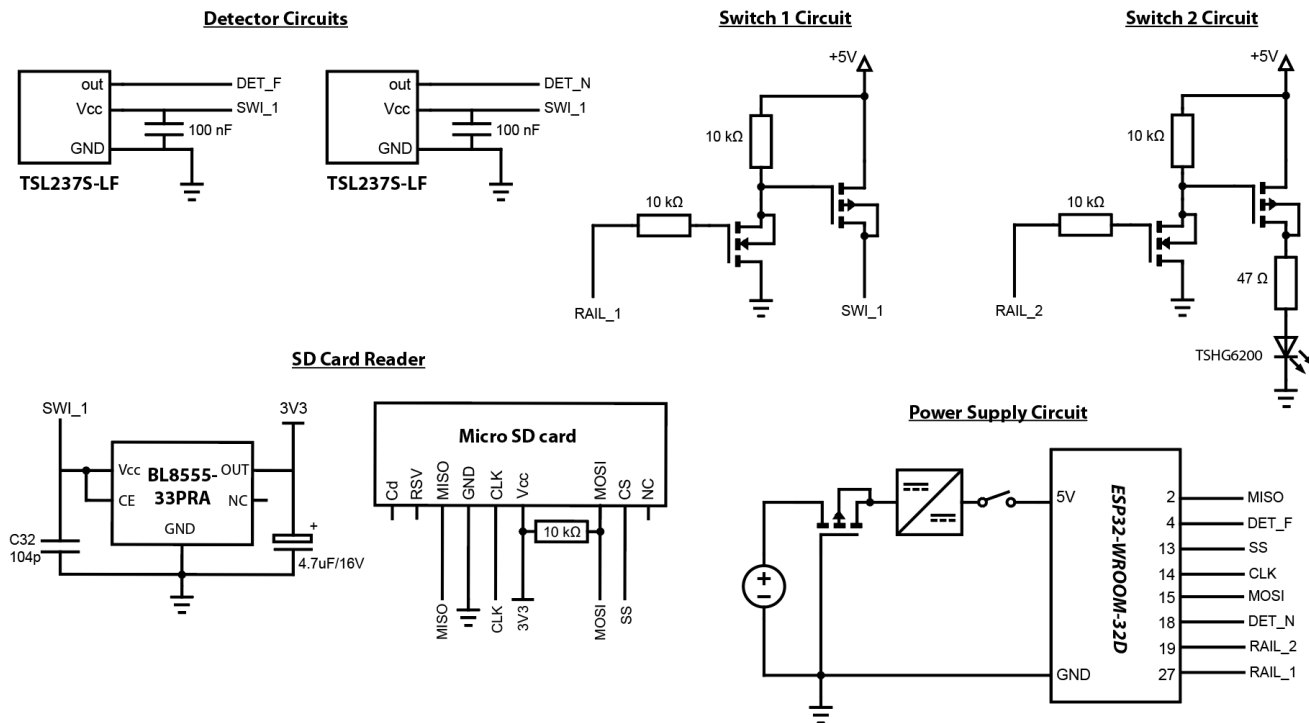 Detector Circuits
out
DET_F
Vcc
SWI_1
100 nF
GND
TSL237S-LF
out
DET_N
Vcc
SWI_1
100 nF
GND
TSL237S-LF
Switch 1 Circuit
+5V
10 kΩ
10 kΩ
RAIL_1
SWI_1
Switch 2 Circuit
+5V
10 kΩ
10 kΩ
47 Ω
RAIL_2
TSHG6200
SD Card Reader
SWI_1
3V3
Vcc
BL8555-
33PRA
OUT
CE
NC
GND
C32
104p
+
4.7uF/16V
Micro SD card
Cd
RSV
MISO
GND
CLK
Vcc
MOSI
CS
NC
10 kΩ
MISO
CLK
3V3
MOSI
SS
Power Supply Circuit
5V
GND
ESP32-WROOM-32D
2 MISO
4 DET_F
13 SS
14 CLK
15 MOSI
18 DET_N
19 RAIL_2
27 RAIL_1